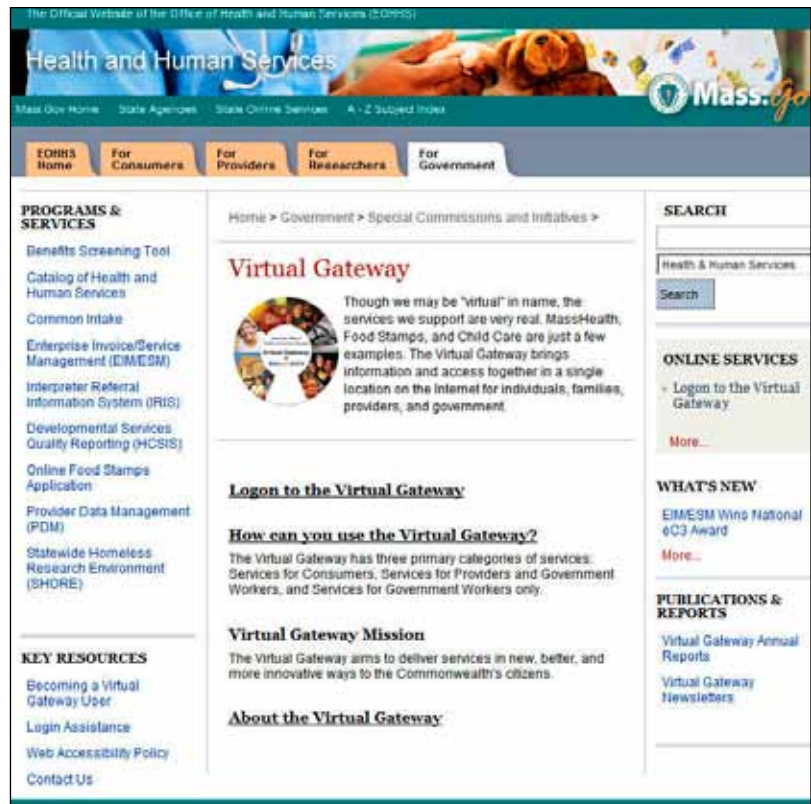 The Official Website of the Office of Health and Human Services (EOHHS)
Health and Human Services
Mass.Go
Mass.Gov Home State Agencies State Online Services A - Z Subject Index
EOHHS Home
For Consumers
For Providers
For Researchers
For Government
PROGRAMS &
SERVICES
Benefits Screening Tool
Catalog of Health and
Human Services
Common Intake
Enterprise Invoice/Service
Management (EIM/ESM)
Interpreter Referral
Information System (IRIS)
Developmental Services
Quality Reporting (HCSIS)
Online Food Stamps
Application
Provider Data Management
(PDM)
Statewide Homeless
Research Environment
(SHORE)
KEY RESOURCES
Becoming a Virtual
Gateway User
Login Assistance
Web Accessibility Policy
Contact Us
Home > Government > Special Commissions and Initiatives >
Virtual Gateway
Virtual Gateway
Though we may be "virtual" in name, the
services we support are very real. MassHealth,
Food Stamps, and Child Care are just a few
examples. The Virtual Gateway brings
information and access together in a single
location on the Internet for individuals, families,
providers, and government
Logon to the Virtual Gateway
How can you use the Virtual Gateway?
The Virtual Gateway has three primary categories of services:
Services for Consumers, Services for Providers and Government
Workers, and Services for Government Workers only.
Virtual Gateway Mission
The Virtual Gateway aims to deliver services in new, better, and
more innovative ways to the Commonwealth's citizens.
About the Virtual Gateway
SEARCH
Health & Human Services
Search
ONLINE SERVICES
Logon to the Virtual
Gateway
More...
WHAT'S NEW
EIM/ESM Wins National
eC3 Award
More...
PUBLICATIONS &
REPORTS
Virtual Gateway Annual
Reports
Virtual Gateway
Newsletters